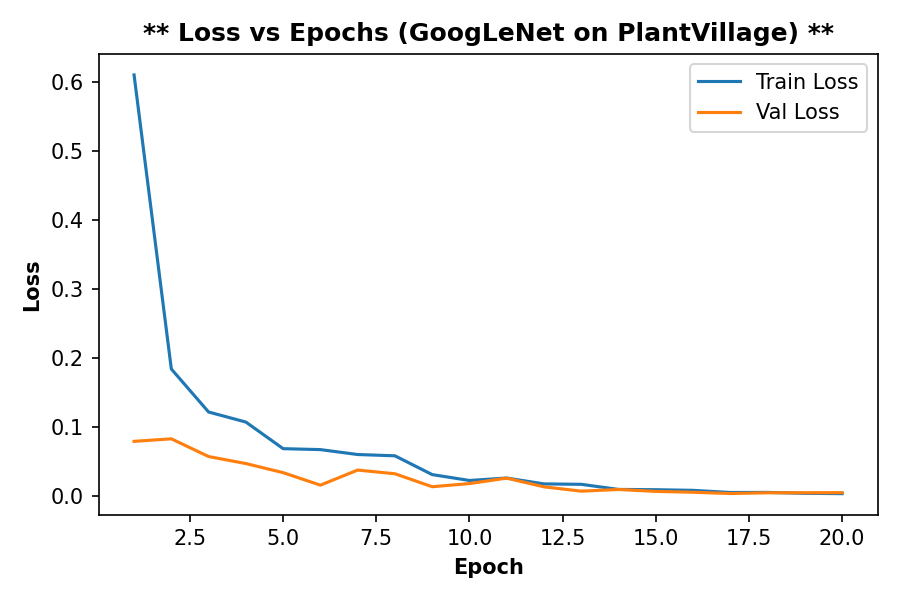 ** Loss vs Epochs (GoogLeNet on PlantVillage) **
Train Loss
Val Loss
0.6
0.5
0.4
0.3
0.2
0.1
0.0
Loss
2.5 5.0 7.5 10.0 12.5 15.0 17.5 20.0
Epoch